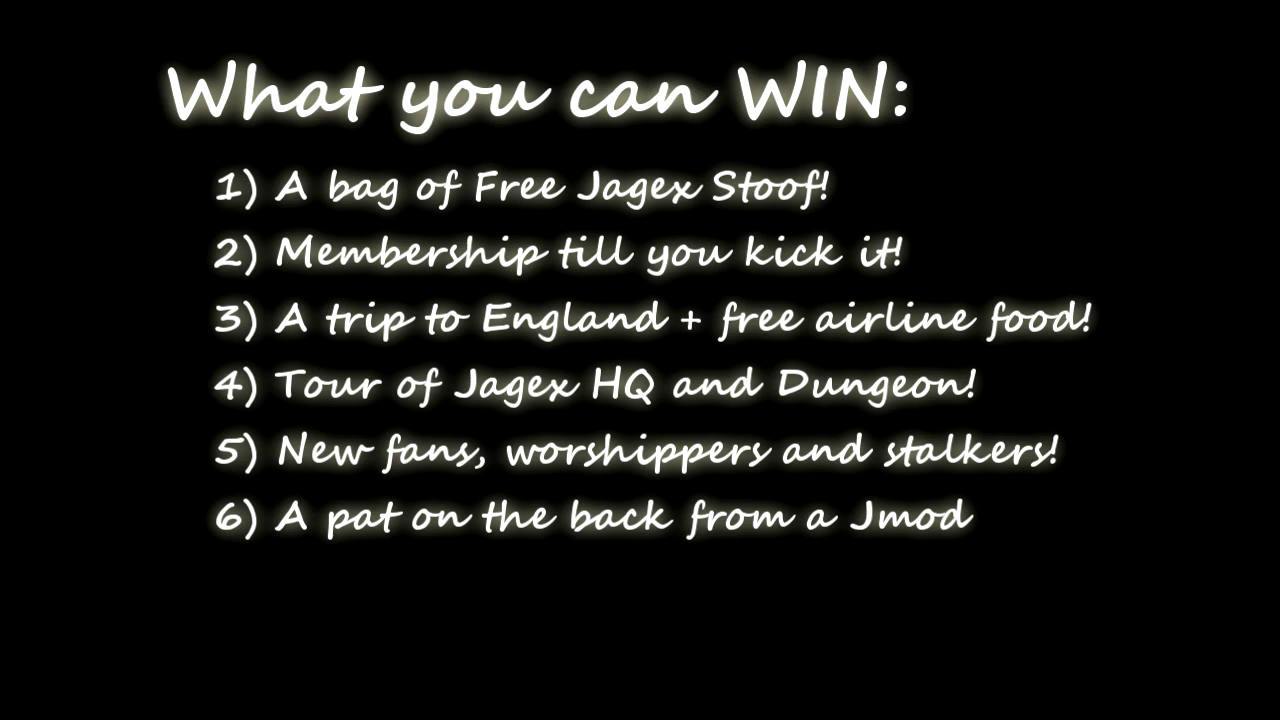 What you can WIN:
1) A bag of Free Jagex Stoof!
2) Membership till you kick it!
3) A trip to England + free airline food!
4) Tour of Jagex HQ and Dungeon!
5) New fans, worshippers and stalkers!
6) A pat on the back from a Jmod